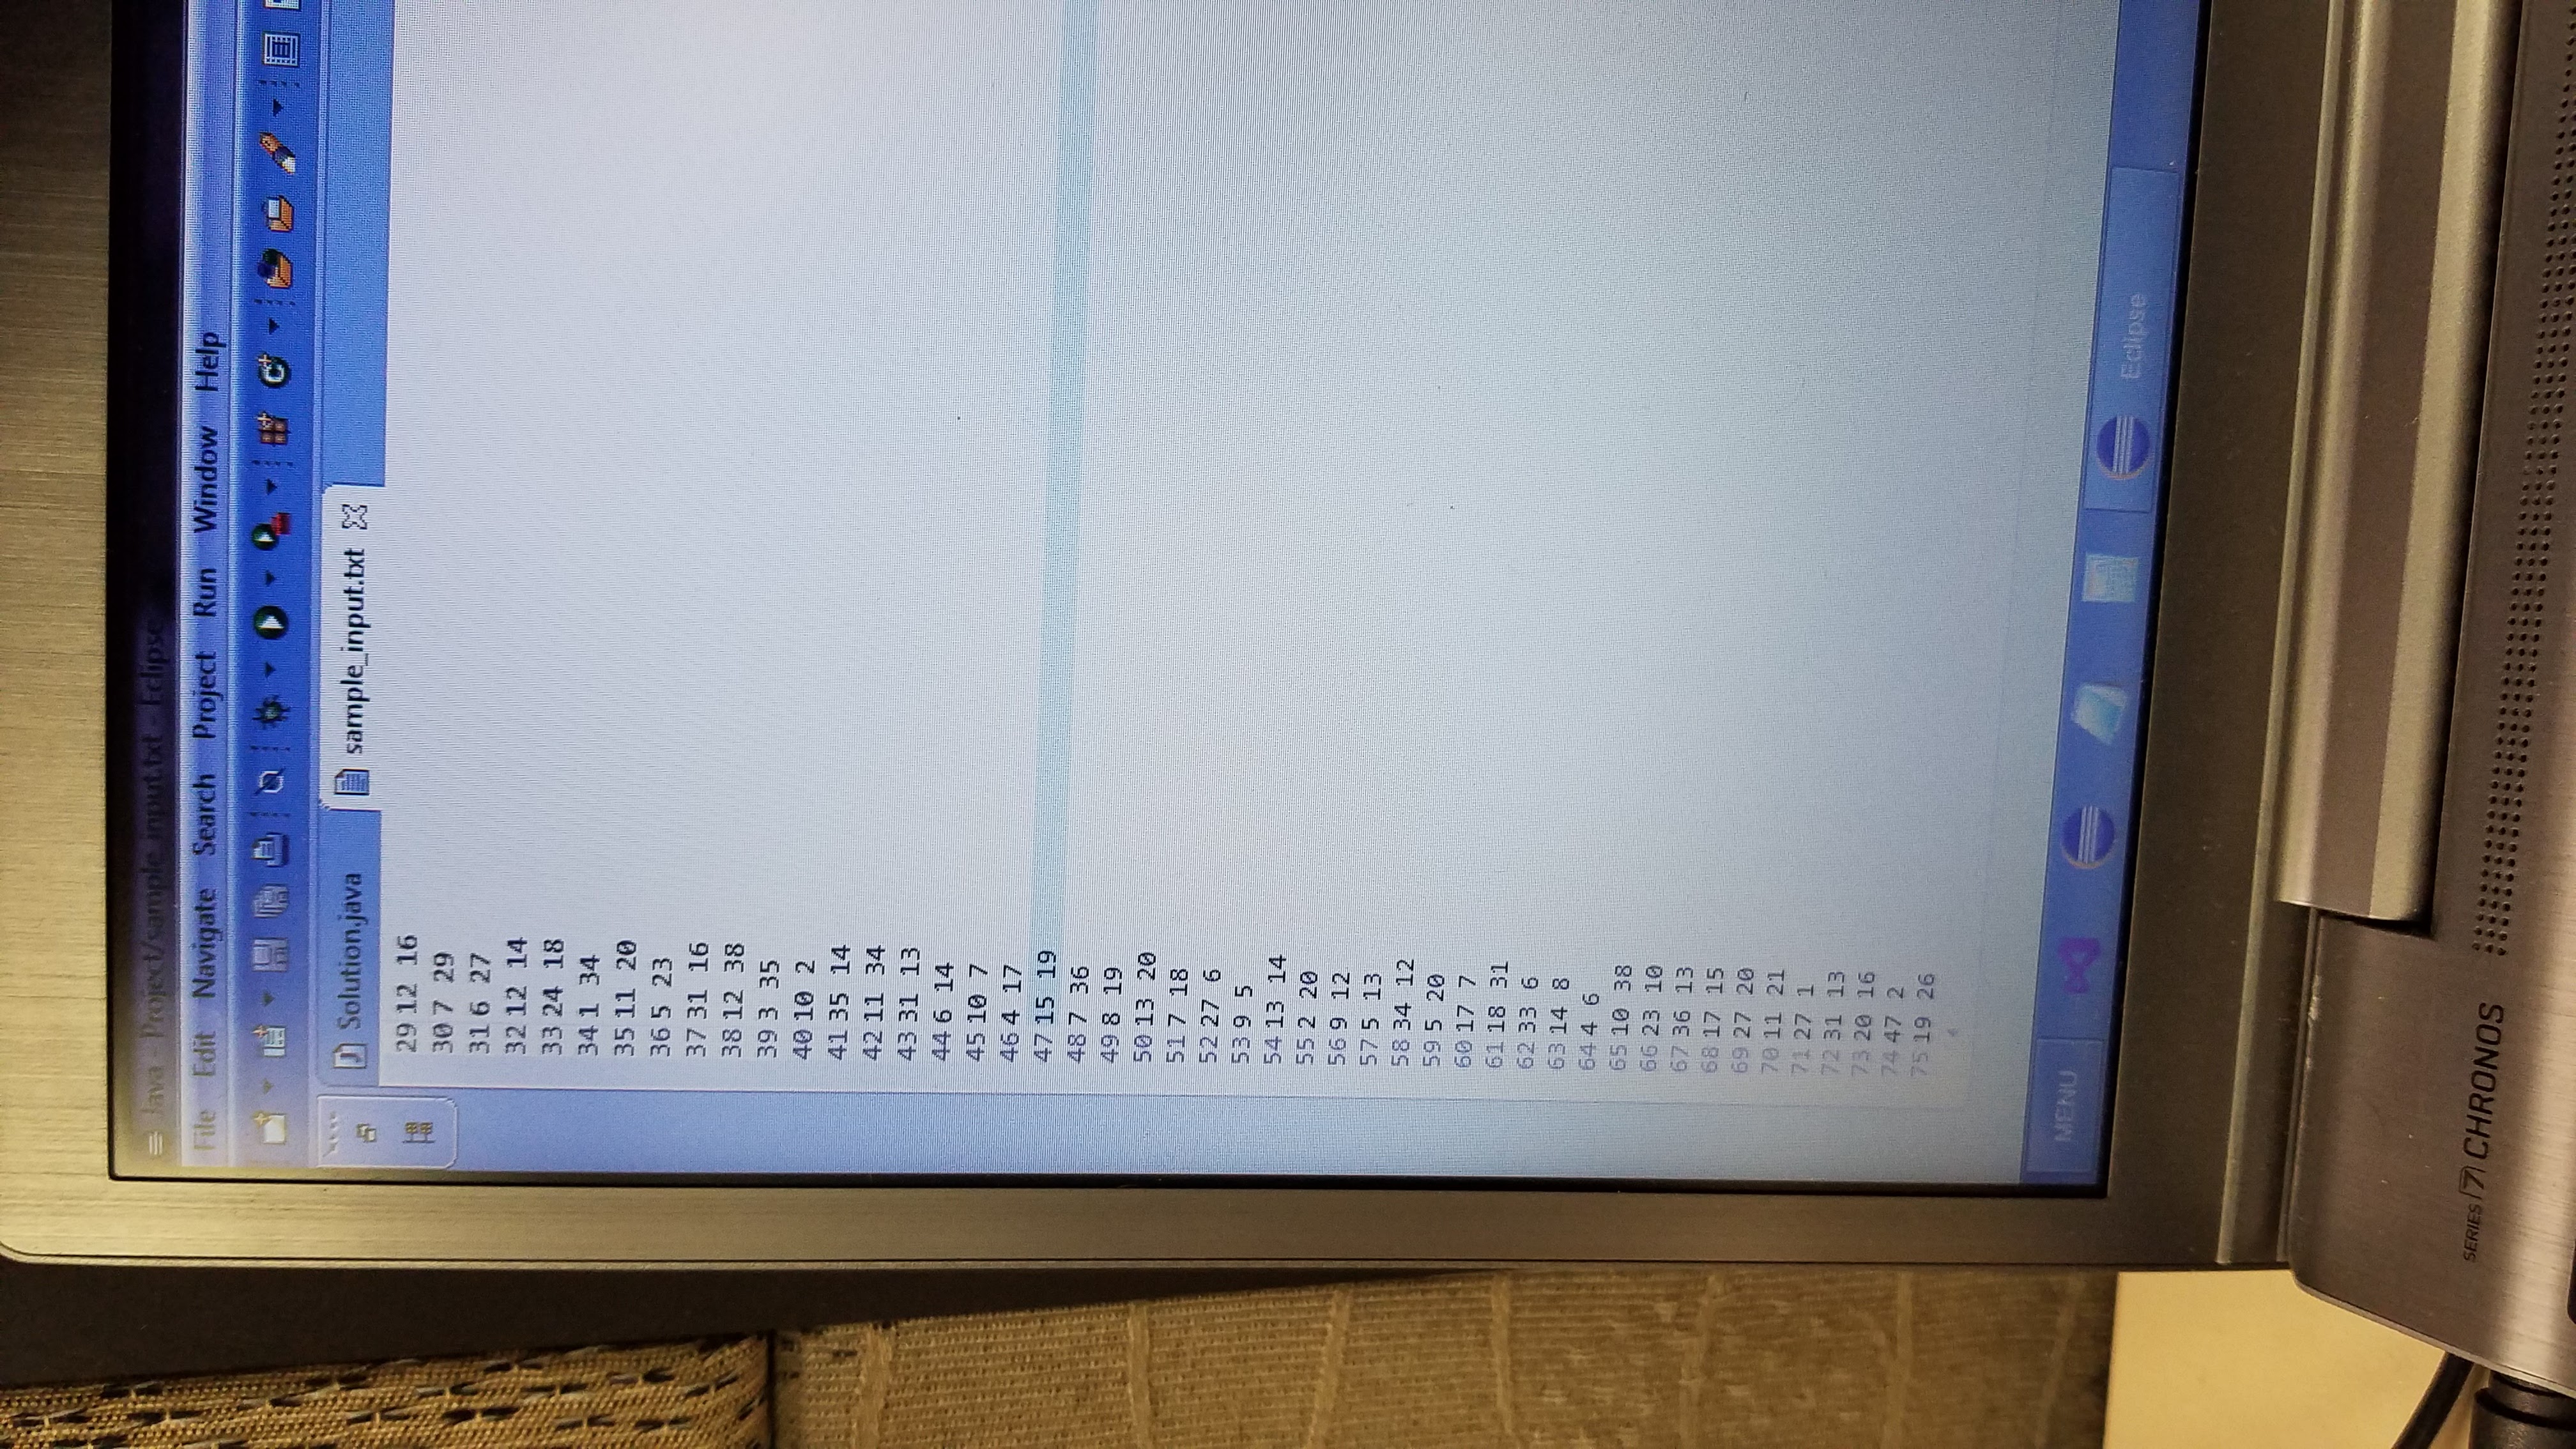 Java - Project/sample_input.txt - Eclipse
File Edit Navigate Search Project Run Window Help
Solution.java sample_input.txt
29 12 16
30 7 29
31 6 27
32 12 14
33 24 18
34 1 34
35 11 20
36 5 23
37 31 16
38 12 38
39 3 35
40 10 2
41 35 14
42 11 34
43 31 13
44 6 14
45 10 7
46 4 17
47 15 19
48 7 36
49 8 19
50 13 20
51 7 18
52 27 6
53 9 5
54 13 14
55 2 20
56 9 12
57 5 13
58 34 12
59 5 20
60 17 7
61 18 31
62 33 6
63 14 8
64 4 6
65 10 38
66 23 10
67 36 13
68 17 15
69 27 20
70 11 21
71 27 1
72 31 13
73 20 16
74 47 2
75 19 26
MENU Eclipse
SERIES 7 CHRONOS